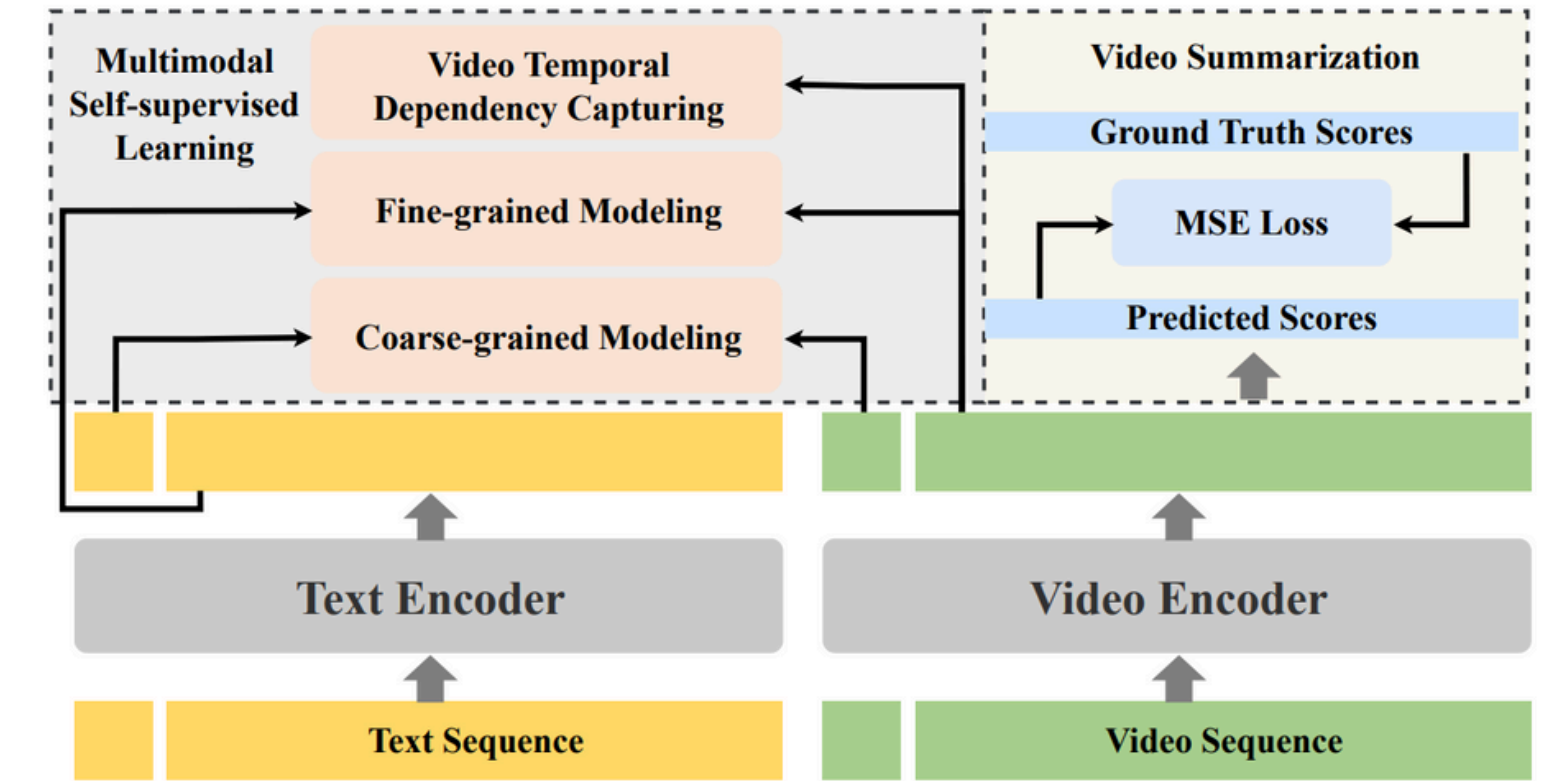 Multimodal
Self-supervised
Learning
Video Temporal
Dependency Capturing
Fine-grained Modeling
Coarse-grained Modeling
Video Summarization
Ground Truth Scores
MSE Loss
Predicted Scores
Text Encoder
Video Encoder
Text Sequence
Video Sequence